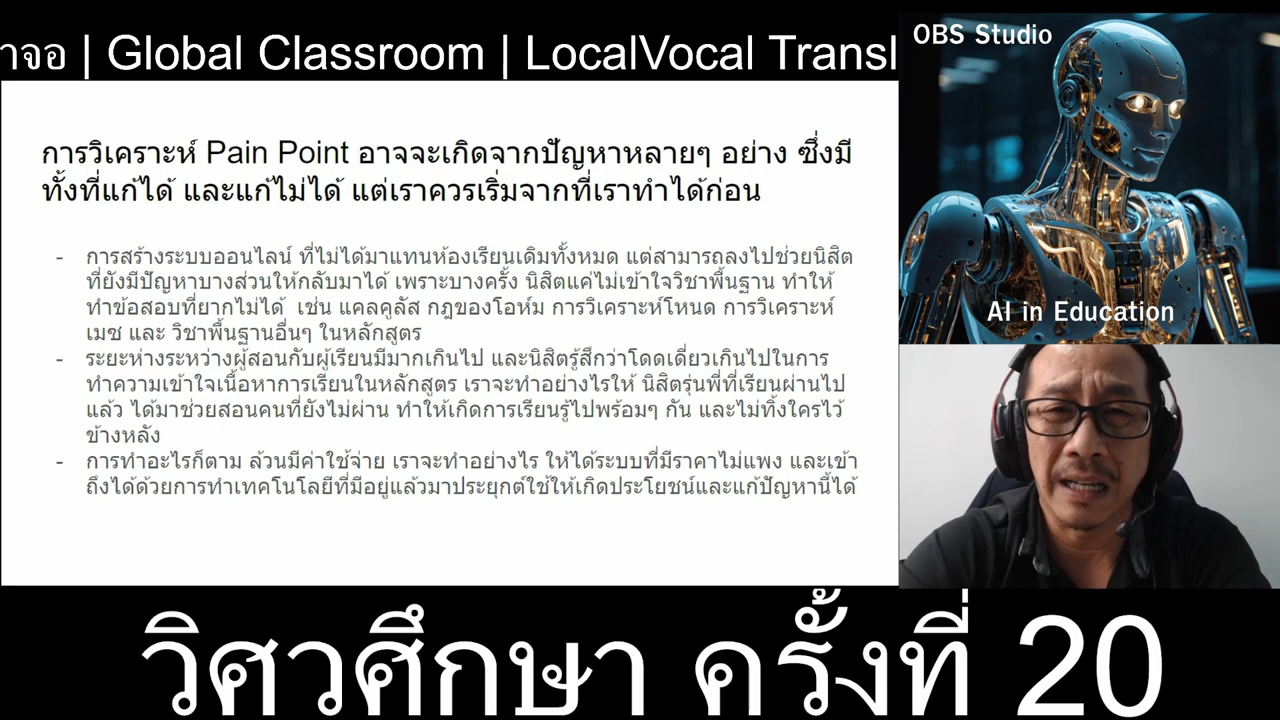 าจอ | Global Classroom | LocalVocal Transl
OBS Studio
การวิเคราะห์ Pain Point อาจจะเกิดจากปัญหาหลายๆ อย่าง ซึ่งมี
ทั้งที่แก้ได้ และแก้ไม่ได้ แต่เราควรเริ่มจากที่เราทำได้ก่อน
- การสร้างระบบออนไลน์ ที่ไม่ได้มาแทนห้องเรียนเดิมทั้งหมด แต่สามารถลงไปช่วยนิสิต
ที่ยังมีปัญหาบางส่วนให้กลับมาได้ เพราะบางครั้ง นิสิตแค่ไม่เข้าใจวิชาพื้นฐาน ทำให้
ทำข้อสอบที่ยากไม่ได้ เช่น แคลคูลัส กฎของโอห์ม การวิเคราะห์โหนด การวิเคราะห์
เมช และ วิชาพื้นฐานอื่นๆ ในหลักสูตร
- ระยะห่างระหว่างผู้สอนกับผู้เรียนมีมากเกินไป และนิสิตรู้สึกว่าโดดเดี่ยวเกินไปในการ
ทำความเข้าใจเนื้อหาการเรียนในหลักสูตร เราจะทำอย่างไรให้ นิสิตรุ่นพี่ที่เรียนผ่านไป
แล้ว ได้มาช่วยสอนคนที่ยังไม่ผ่าน ทำให้เกิดการเรียนรู้ไปพร้อมๆ กัน และไม่ทิ้งใครไว้
ข้างหลัง
- การทำอะไรก็ตาม ล้วนมีค่าใช้จ่าย เราจะทำอย่างไร ให้ได้ระบบที่มีราคาไม่แพง และเข้า
ถึงได้ด้วยการทำเทคโนโลยีที่มีอยู่แล้วมาประยุกต์ใช้ให้เกิดประโยชน์และแก้ปัญหานี้ได้
AI in Education
วิศวศึกษา ครั้งที่ 20